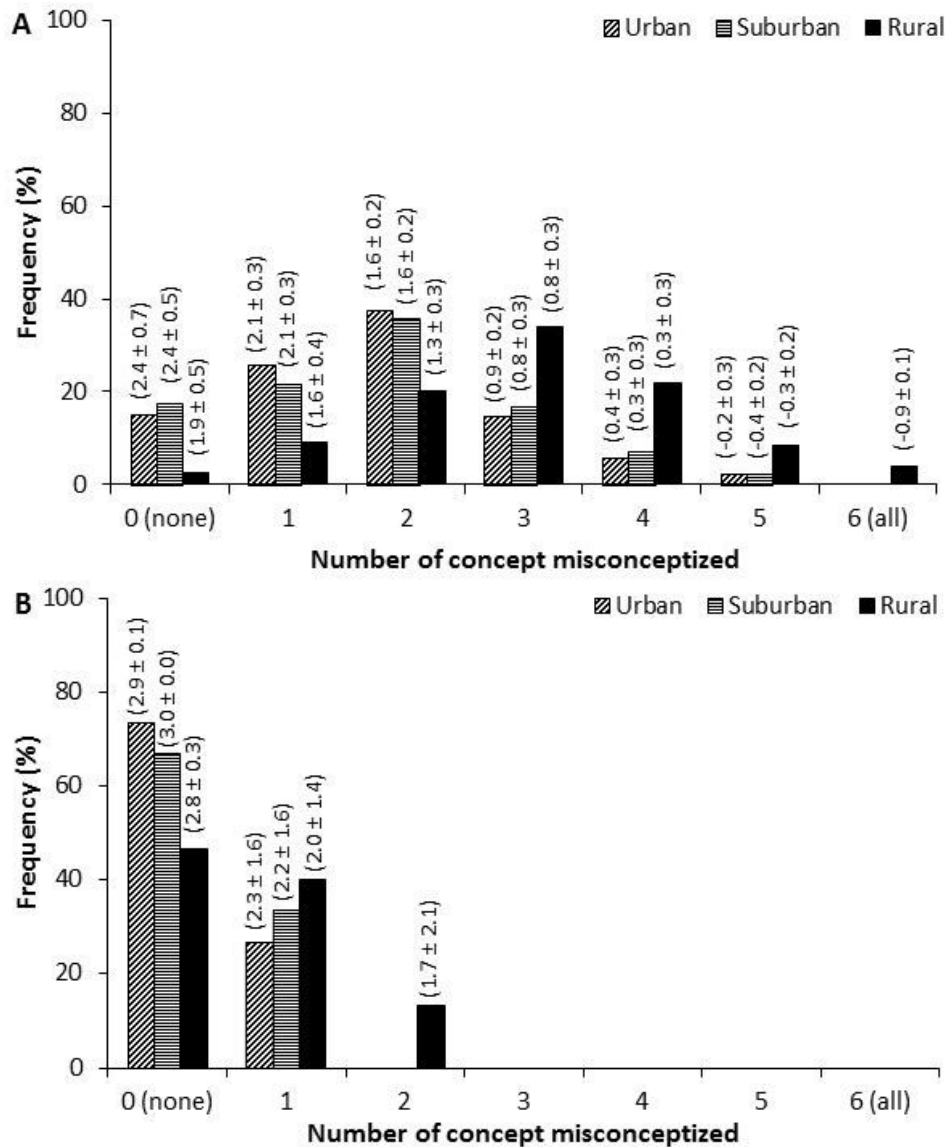 A
Urban Suburban Rural
100
80
60
40
20
0
Frequency (%)
(2.4 ± 0.7)
(2.4 ± 0.5)
(1.9 ± 0.5)
(2.1 ± 0.3)
(2.1 ± 0.3)
(1.6 ± 0.4)
(1.6 ± 0.2)
(1.6 ± 0.2)
(1.3 ± 0.3)
(0.9 ± 0.2)
(0.8 ± 0.3)
(0.8 ± 0.3)
(0.4 ± 0.3)
(0.3 ± 0.3)
(0.3 ± 0.3)
(-0.2 ± 0.3)
(-0.4 ± 0.2)
(-0.3 ± 0.2)
(-0.9 ± 0.1)
0 (none) 1 2 3 4 5 6 (all)
Number of concept misconceptized
B
Urban Suburban Rural
100
80
60
40
20
0
Frequency (%)
(2.9 ± 0.1)
(3.0 ± 0.0)
(2.8 ± 0.3)
(2.3 ± 1.6)
(2.2 ± 1.6)
(2.0 ± 1.4)
(1.7 ± 2.1)
0 (none) 1 2 3 4 5 6 (all)
Number of concept misconceptized